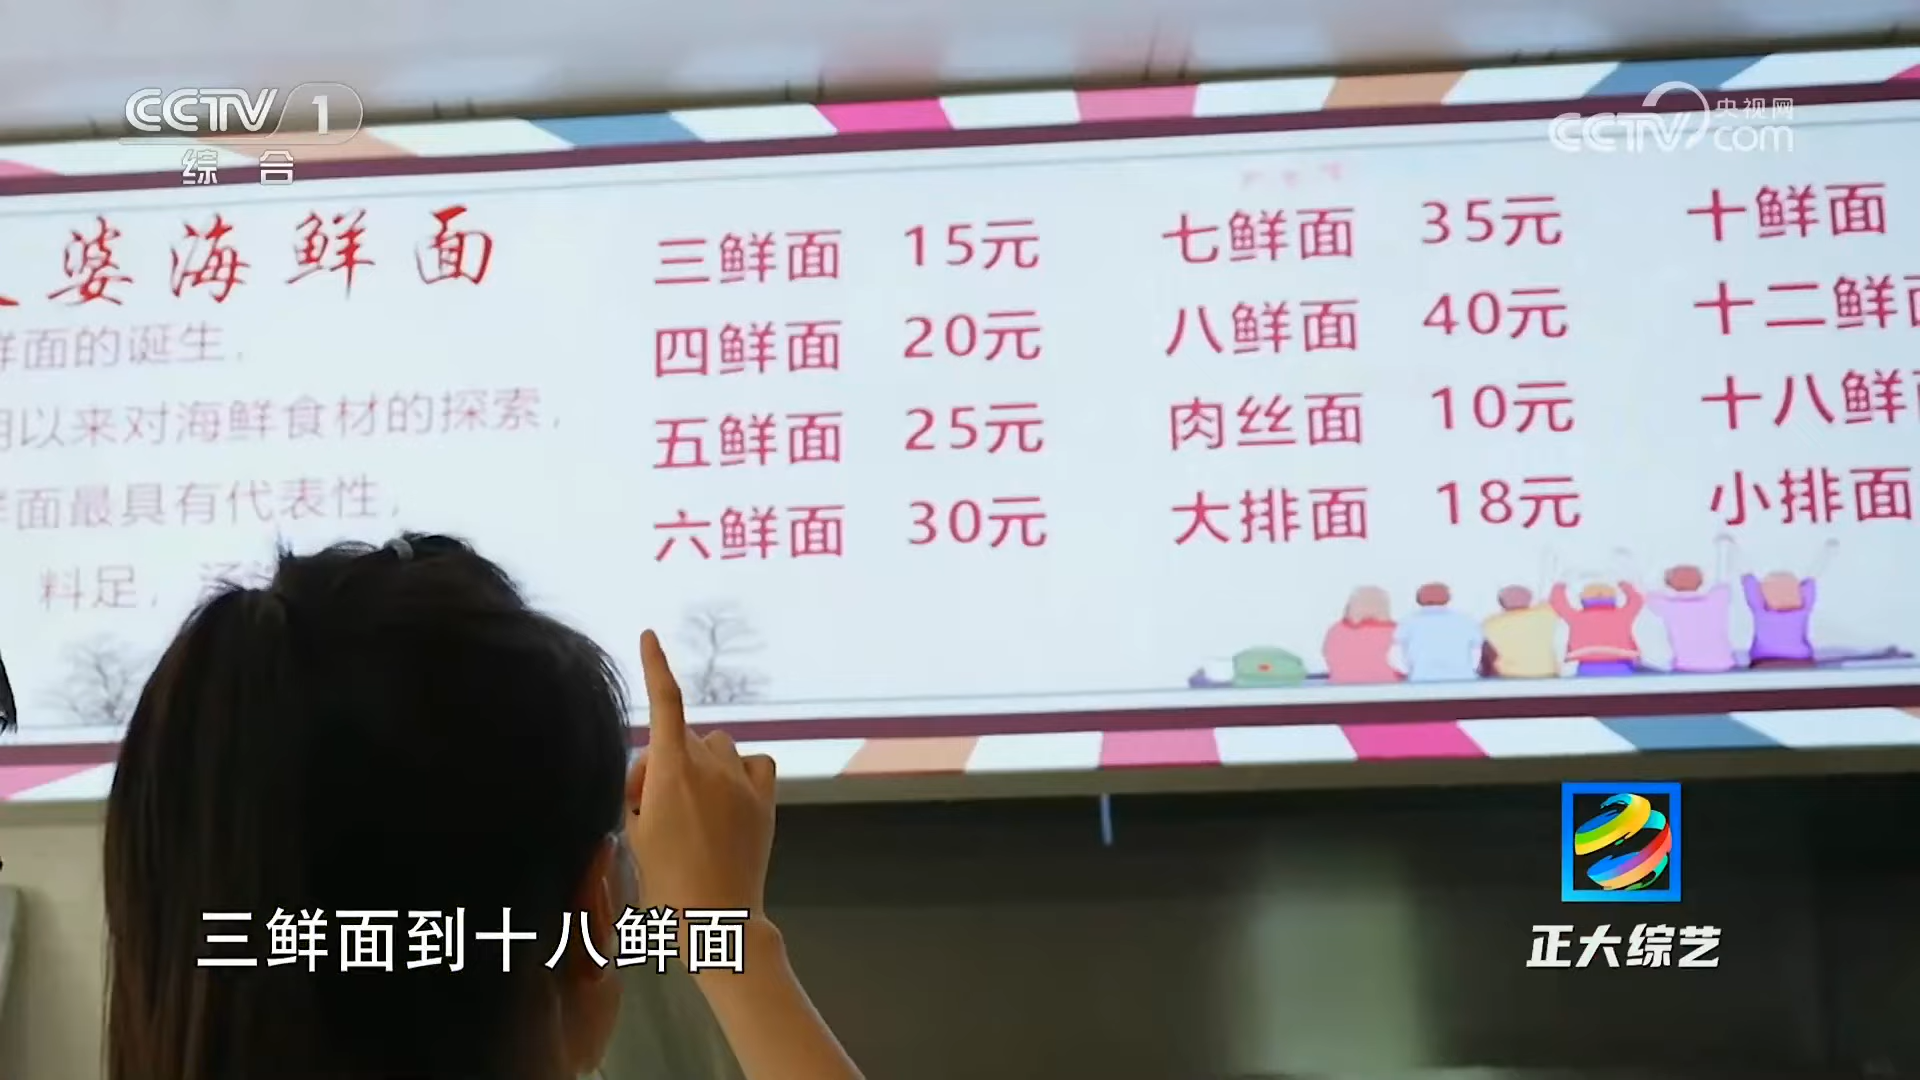 CCTV 1
综合
央视网
CCTV com
婆海鲜面
鲜面的诞生，
以来对海鲜食材的探索，
面最具有代表性，
料足，
三鲜面 15元
四鲜面 20元
五鲜面 25元
六鲜面 30元
七鲜面 35元
八鲜面 40元
肉丝面 10元
大排面 18元
十鲜面
十二鲜面
十八鲜面
小排面
三鲜面到十八鲜面
正大综艺